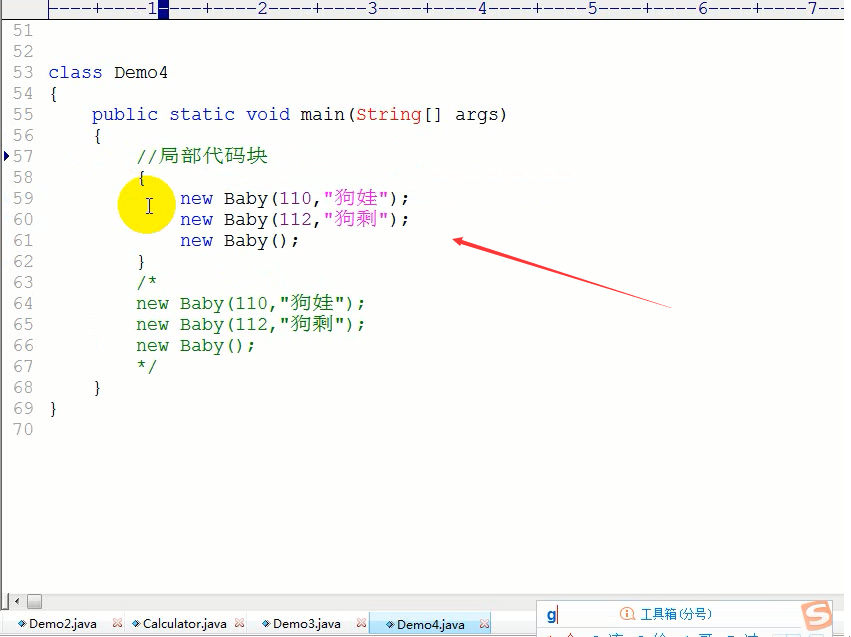 ----+----1----+----2----+----3----+----4----+----5----+----6----+----7--
51
52
53 class Demo4
54 {
55     public static void main(String[] args)
56     {
57         //局部代码块
58         {
59             new Baby(110,"狗娃");
60             new Baby(112,"狗剩");
61             new Baby();
62         }
63         /*
64         new Baby(110,"狗娃");
65         new Baby(112,"狗剩");
66         new Baby();
67         */
68     }
69 }
70
Demo2.java Calculator.java Demo3.java Demo4.java
g 工具箱(分号)
S